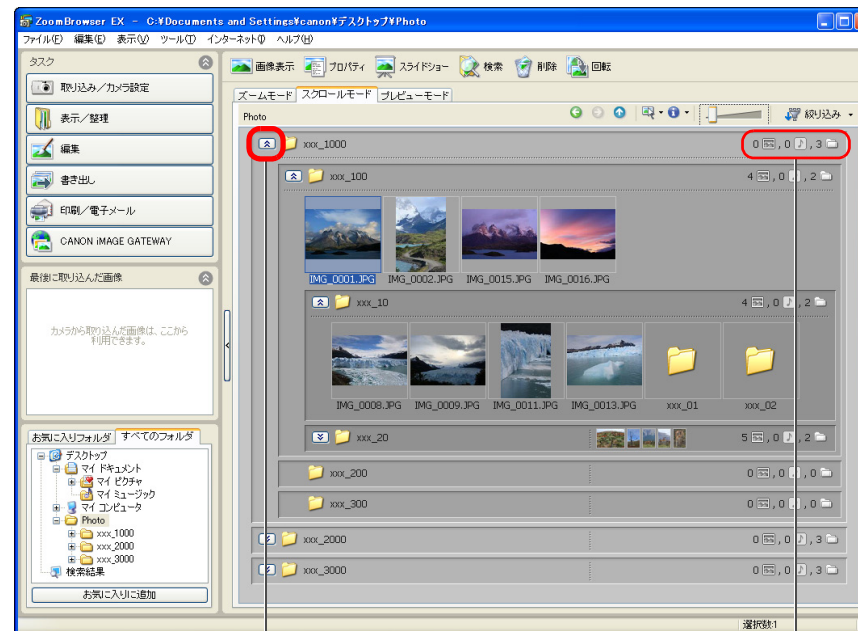 ZoomBrowser EX - C:¥Documents and Settings¥canon¥デスクトップ¥Photo
ファイル(F) 編集(E) 表示(V) ツール(T) インターネット(I) ヘルプ(H)
タスク
取り込み/カメラ設定
表示/整理
編集
書き出し
印刷/電子メール
CANON iMAGE GATEWAY
最後に取り込んだ画像
カメラから取り込んだ画像は、ここから
利用できます。
お気に入りフォルダ すべてのフォルダ
デスクトップ
マイ ドキュメント
マイ ピクチャ
マイ ミュージック
マイ コンピュータ
Photo
xxx_1000
xxx_2000
xxx_3000
検索結果
お気に入りに追加
画像表示 プロパティ スライドショー 検索 削除 回転
ズームモード スクロールモード プレビューモード
Photo
絞り込み
xxx_1000 0 , 0 , 3
xxx_100 4 , 0 , 2
IMG_0001.JPG IMG_0002.JPG IMG_0015.JPG IMG_0016.JPG
xxx_10 4 , 0 , 2
IMG_0008.JPG IMG_0009.JPG IMG_0011.JPG IMG_0013.JPG xxx_01 xxx_02
xxx_20 5 , 0 , 2
xxx_200 0 , 0 , 0
xxx_300 0 , 0 , 0
xxx_2000 0 , 0 , 3
xxx_3000 0 , 0 , 3
選択数:1